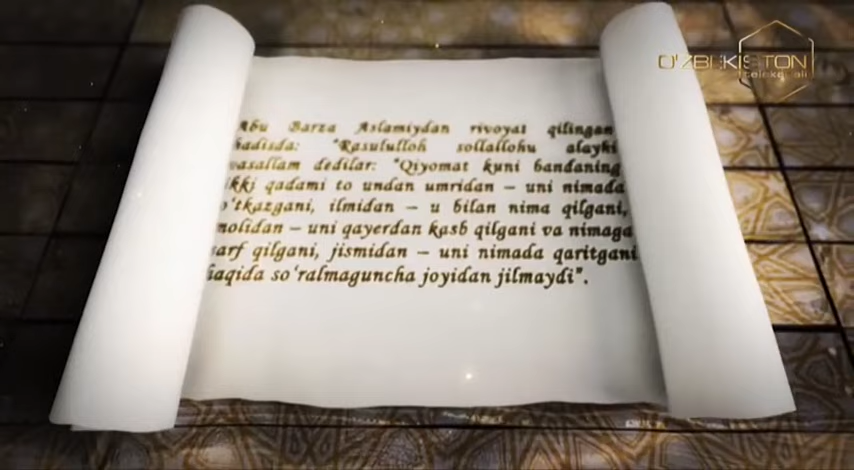 O'ZBEKISTON
telekanali
Abu Barza Aslamiydan rivoyat qilingan
hadisda: "Rasululloh sollallohu alayhi
vasallam dedilar: "Qiyomat kuni bandaning
ikki qadami to undan umridan – uni nimada
o'tkazgani, ilmidan – u bilan nima qilgani,
molidan – uni qayerdan kasb qilgani va nimaga
sarf qilgani, jismidan – uni nimada qaritgani
haqida so'ralmaguncha joyidan jilmaydi".